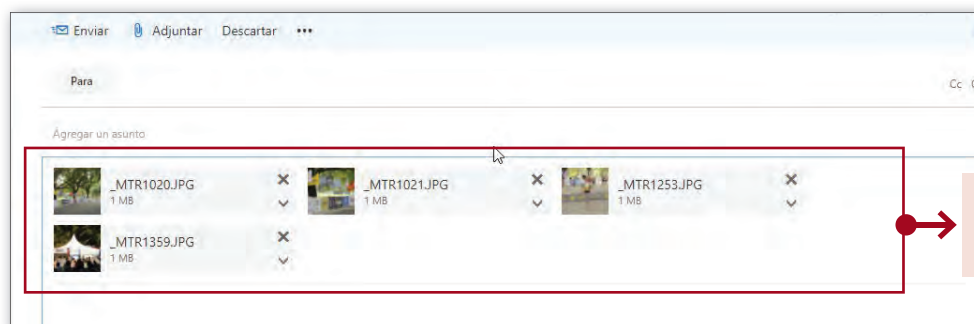 Enviar Adjuntar Descartar •••
Para
Cc
Agregar un asunto
_MTR1020.JPG _MTR1021.JPG _MTR1253.JPG
1 MB 1 MB 1 MB
_MTR1359.JPG
1 MB